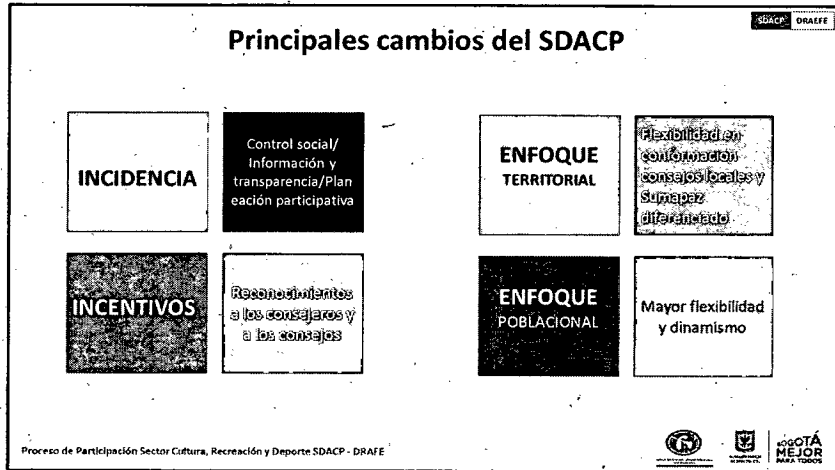 SDACP DRAEFE
Principales cambios del SDACP
INCIDENCIA
Control social/
Información y
transparencia/Plan
eación participativa
ENFOQUE
TERRITORIAL
Flexibilidad en
conformación
consejos locales y
Sumapaz
diferenciado
INCENTIVOS
Reconocimientos
a los consejeros y
a los consejos
ENFOQUE
POBLACIONAL
Mayor flexibilidad
y dinamismo
Proceso de Participación Sector Cultura, Recreación y Deporte SDACP - DRAFE
BOGOTÁ
MEJOR
PARA TODOS